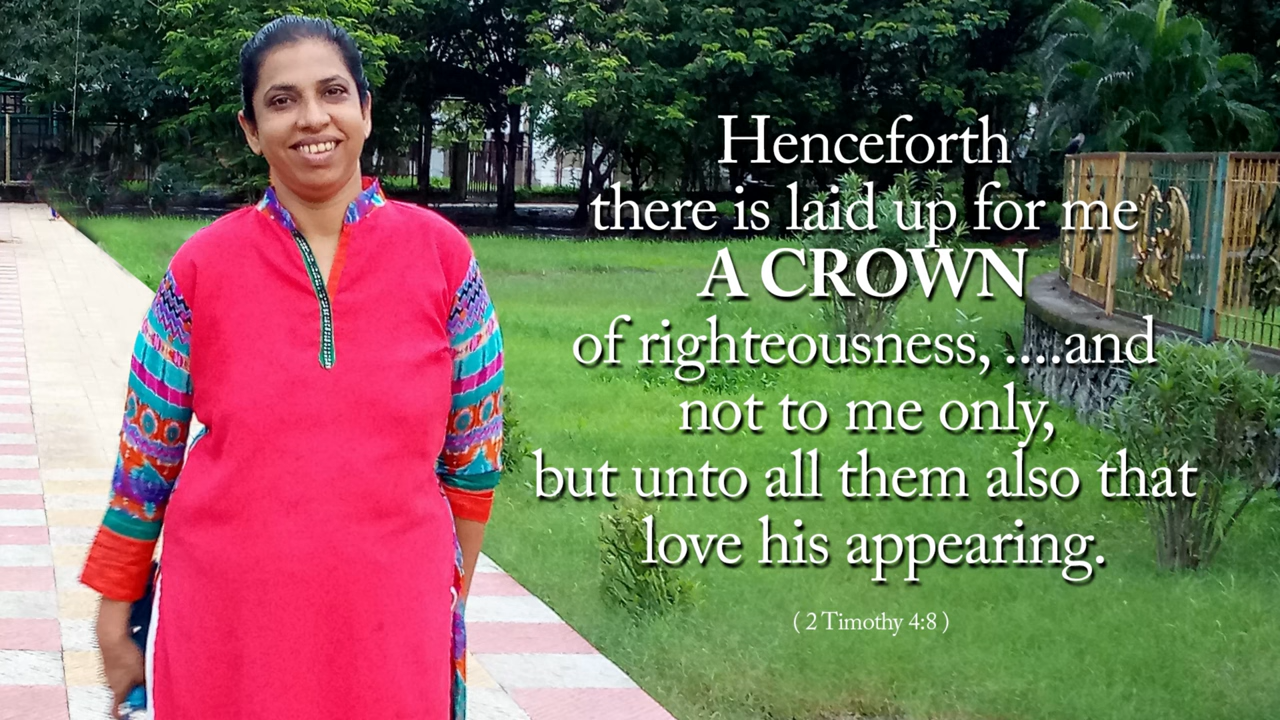 Henceforth
there is laid up for me
A CROWN
of righteousness, ....and
not to me only,
but unto all them also that
love his appearing.
( 2 Timothy 4:8 )